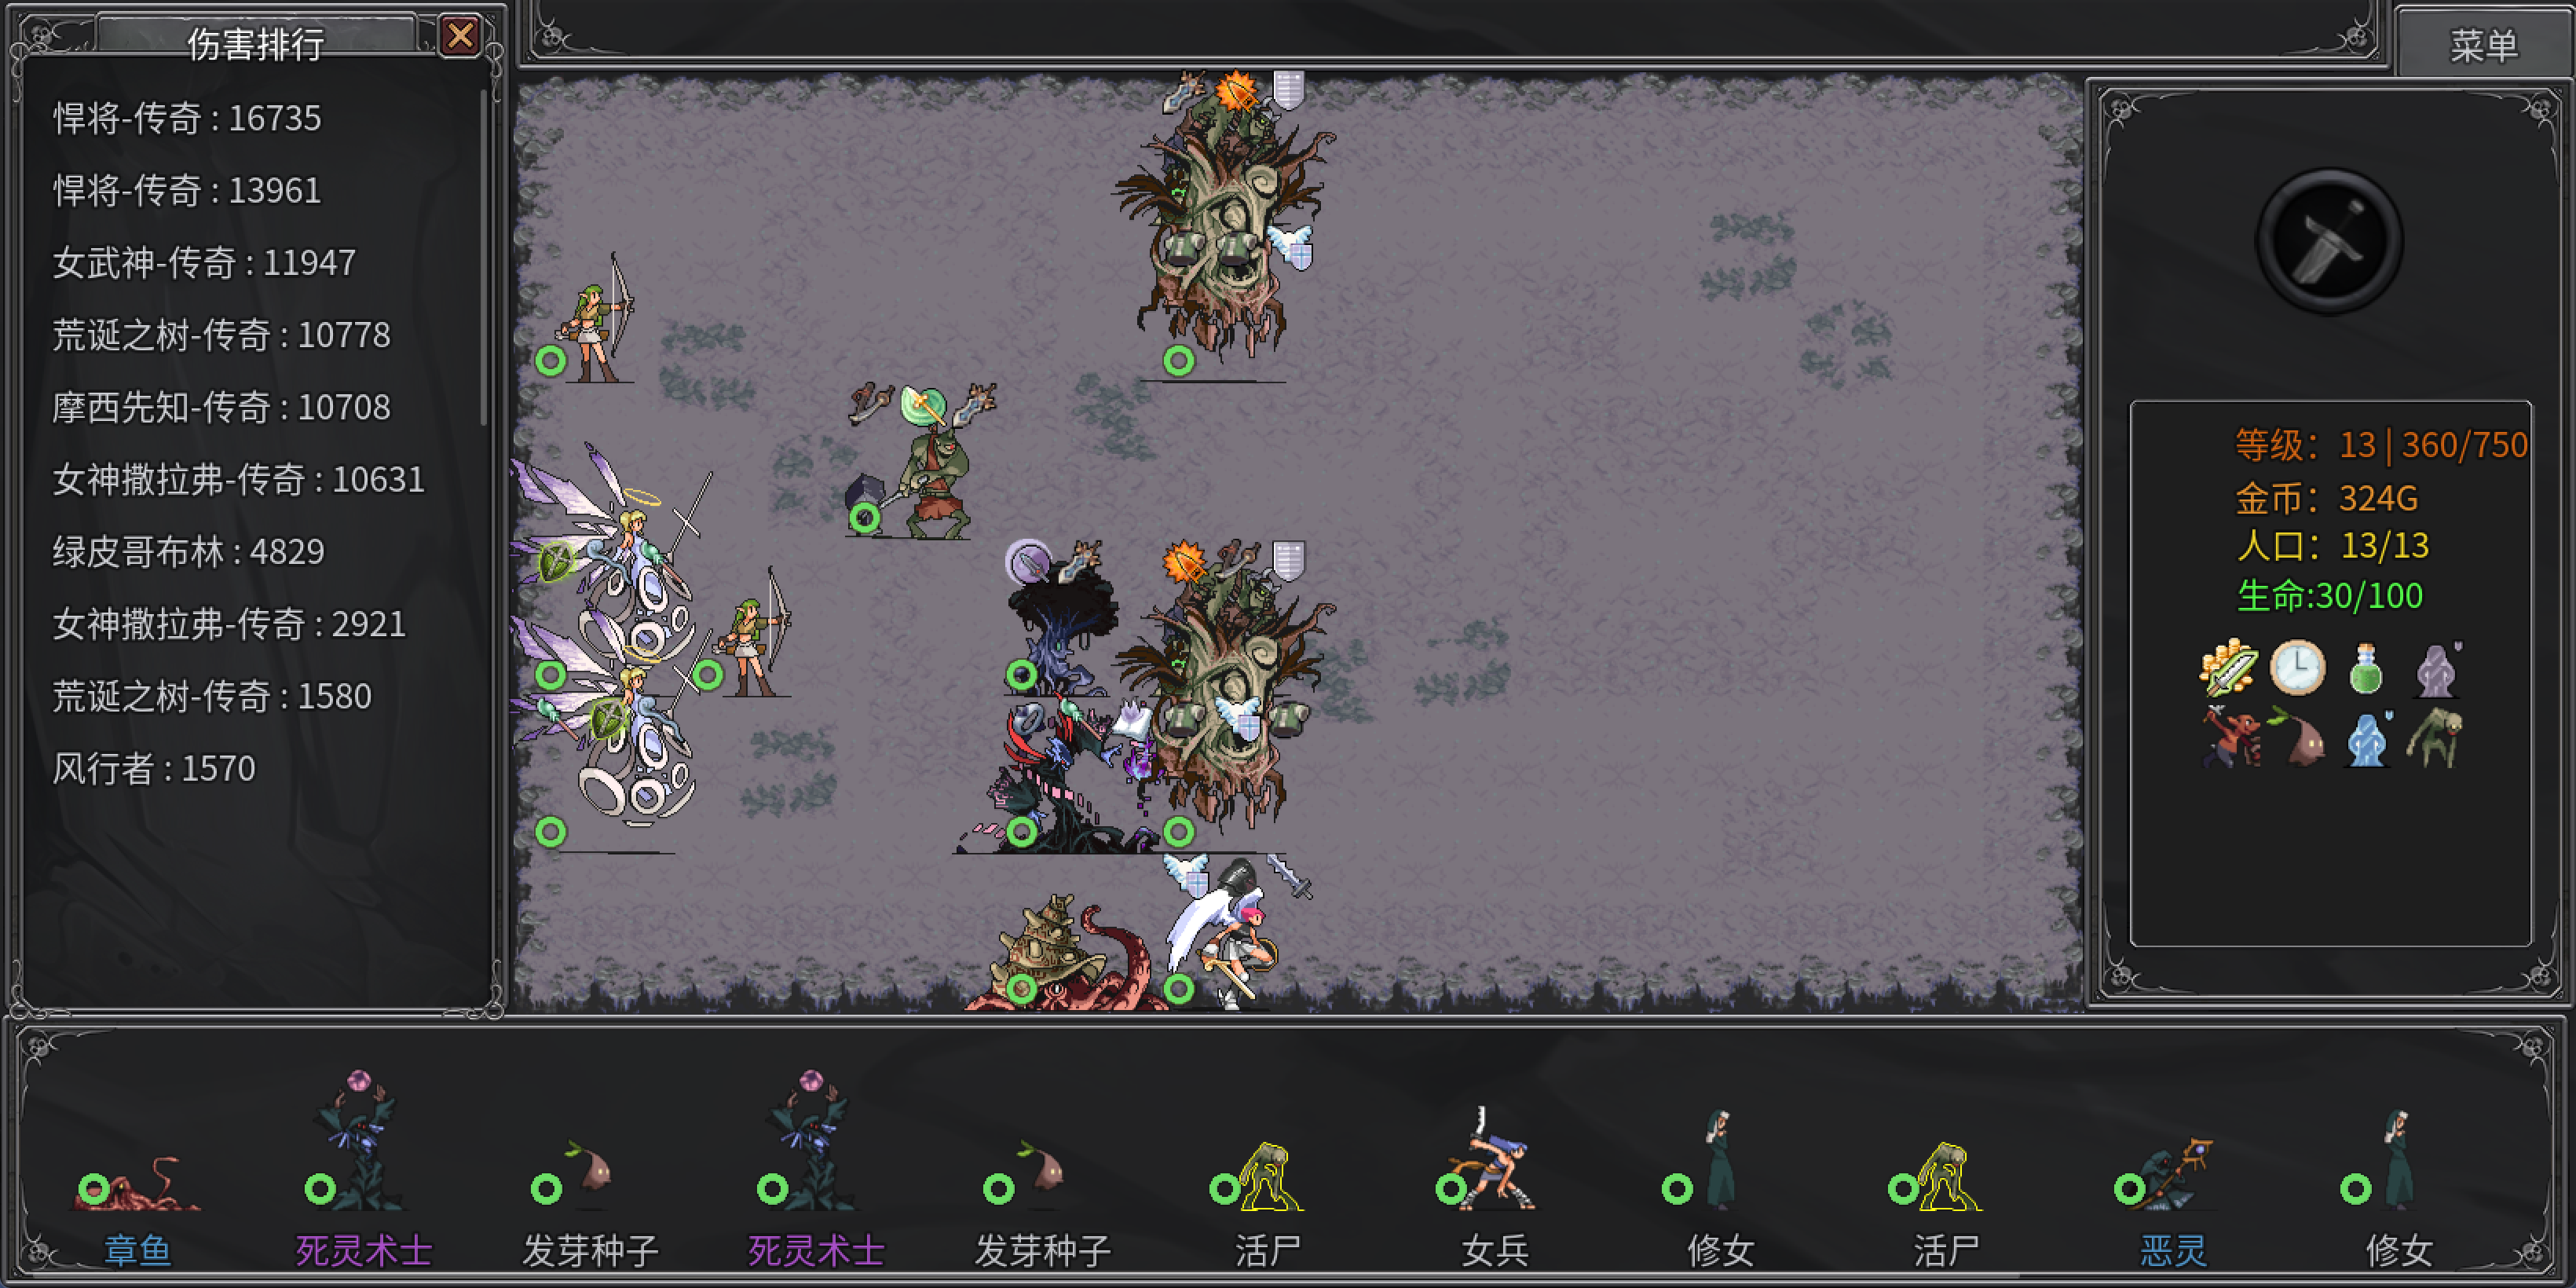 伤害排行
悍将-传奇 : 16735
悍将-传奇 : 13961
女武神-传奇 : 11947
荒诞之树-传奇 : 10778
摩西先知-传奇 : 10708
女神撒拉弗-传奇 : 10631
绿皮哥布林 : 4829
女神撒拉弗-传奇 : 2921
荒诞之树-传奇 : 1580
风行者 : 1570
菜单
等级：13 | 360/750
金币：324G
人口：13/13
生命:30/100
章鱼
死灵术士
发芽种子
死灵术士
发芽种子
活尸
女兵
修女
活尸
恶灵
修女